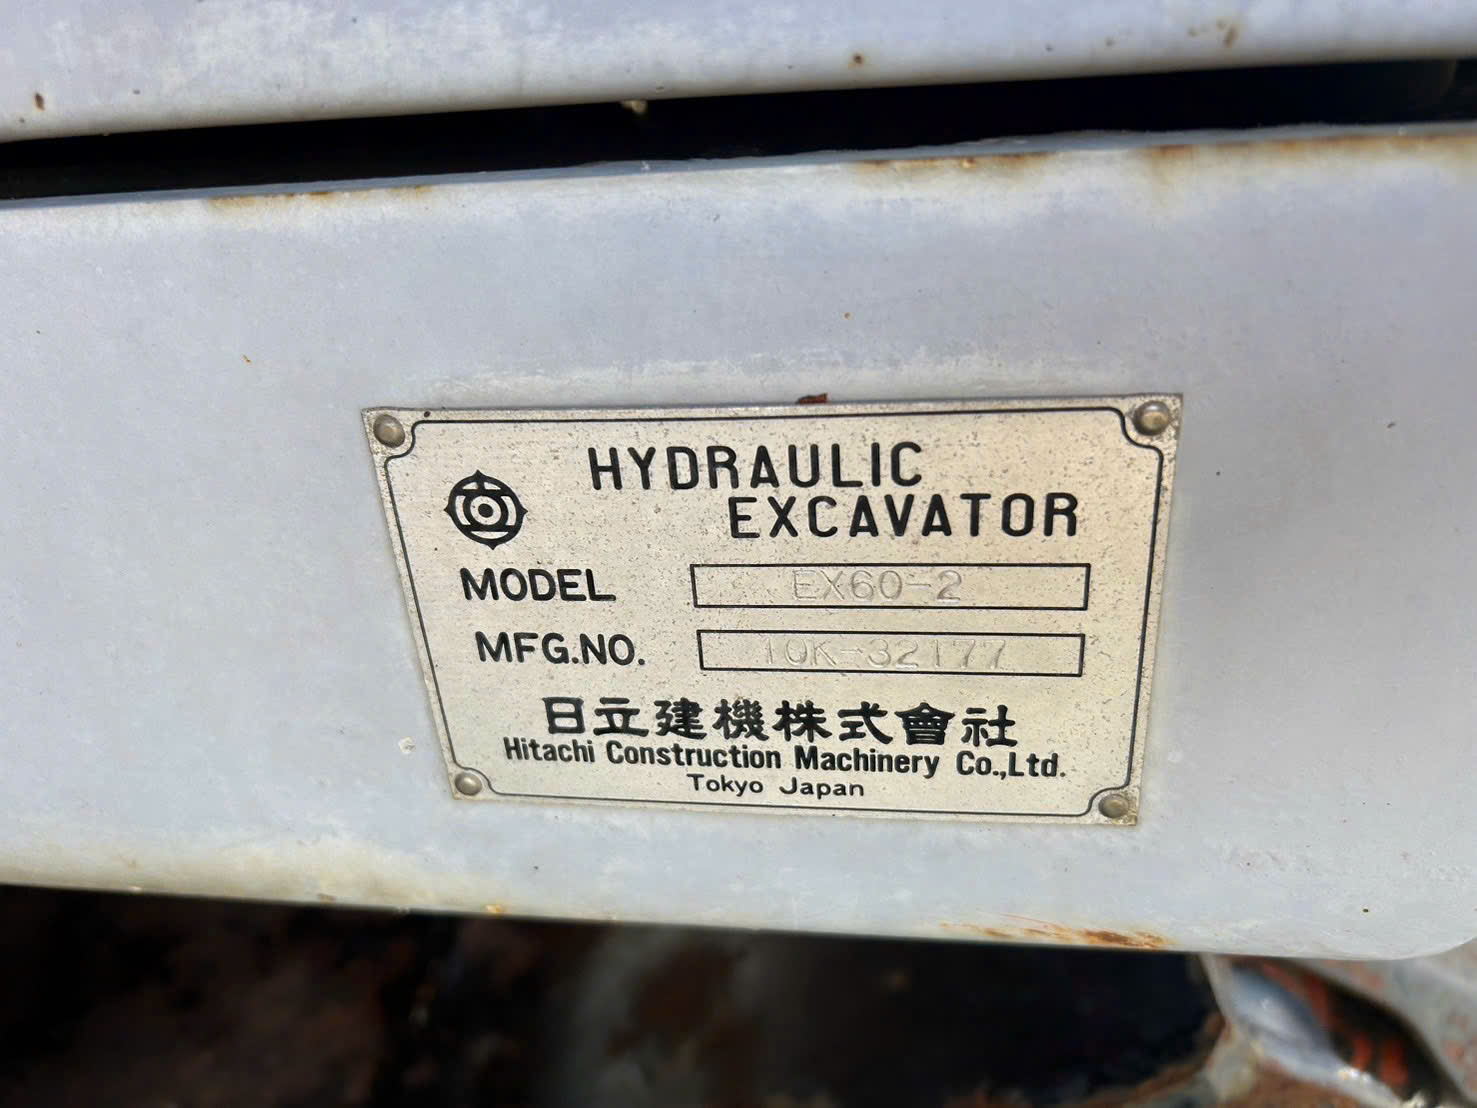 HYDRAULIC
EXCAVATOR
MODEL EX60-2
MFG.NO. 10K-32177
日立建機株式會社
Hitachi Construction Machinery Co.,Ltd.
Tokyo Japan